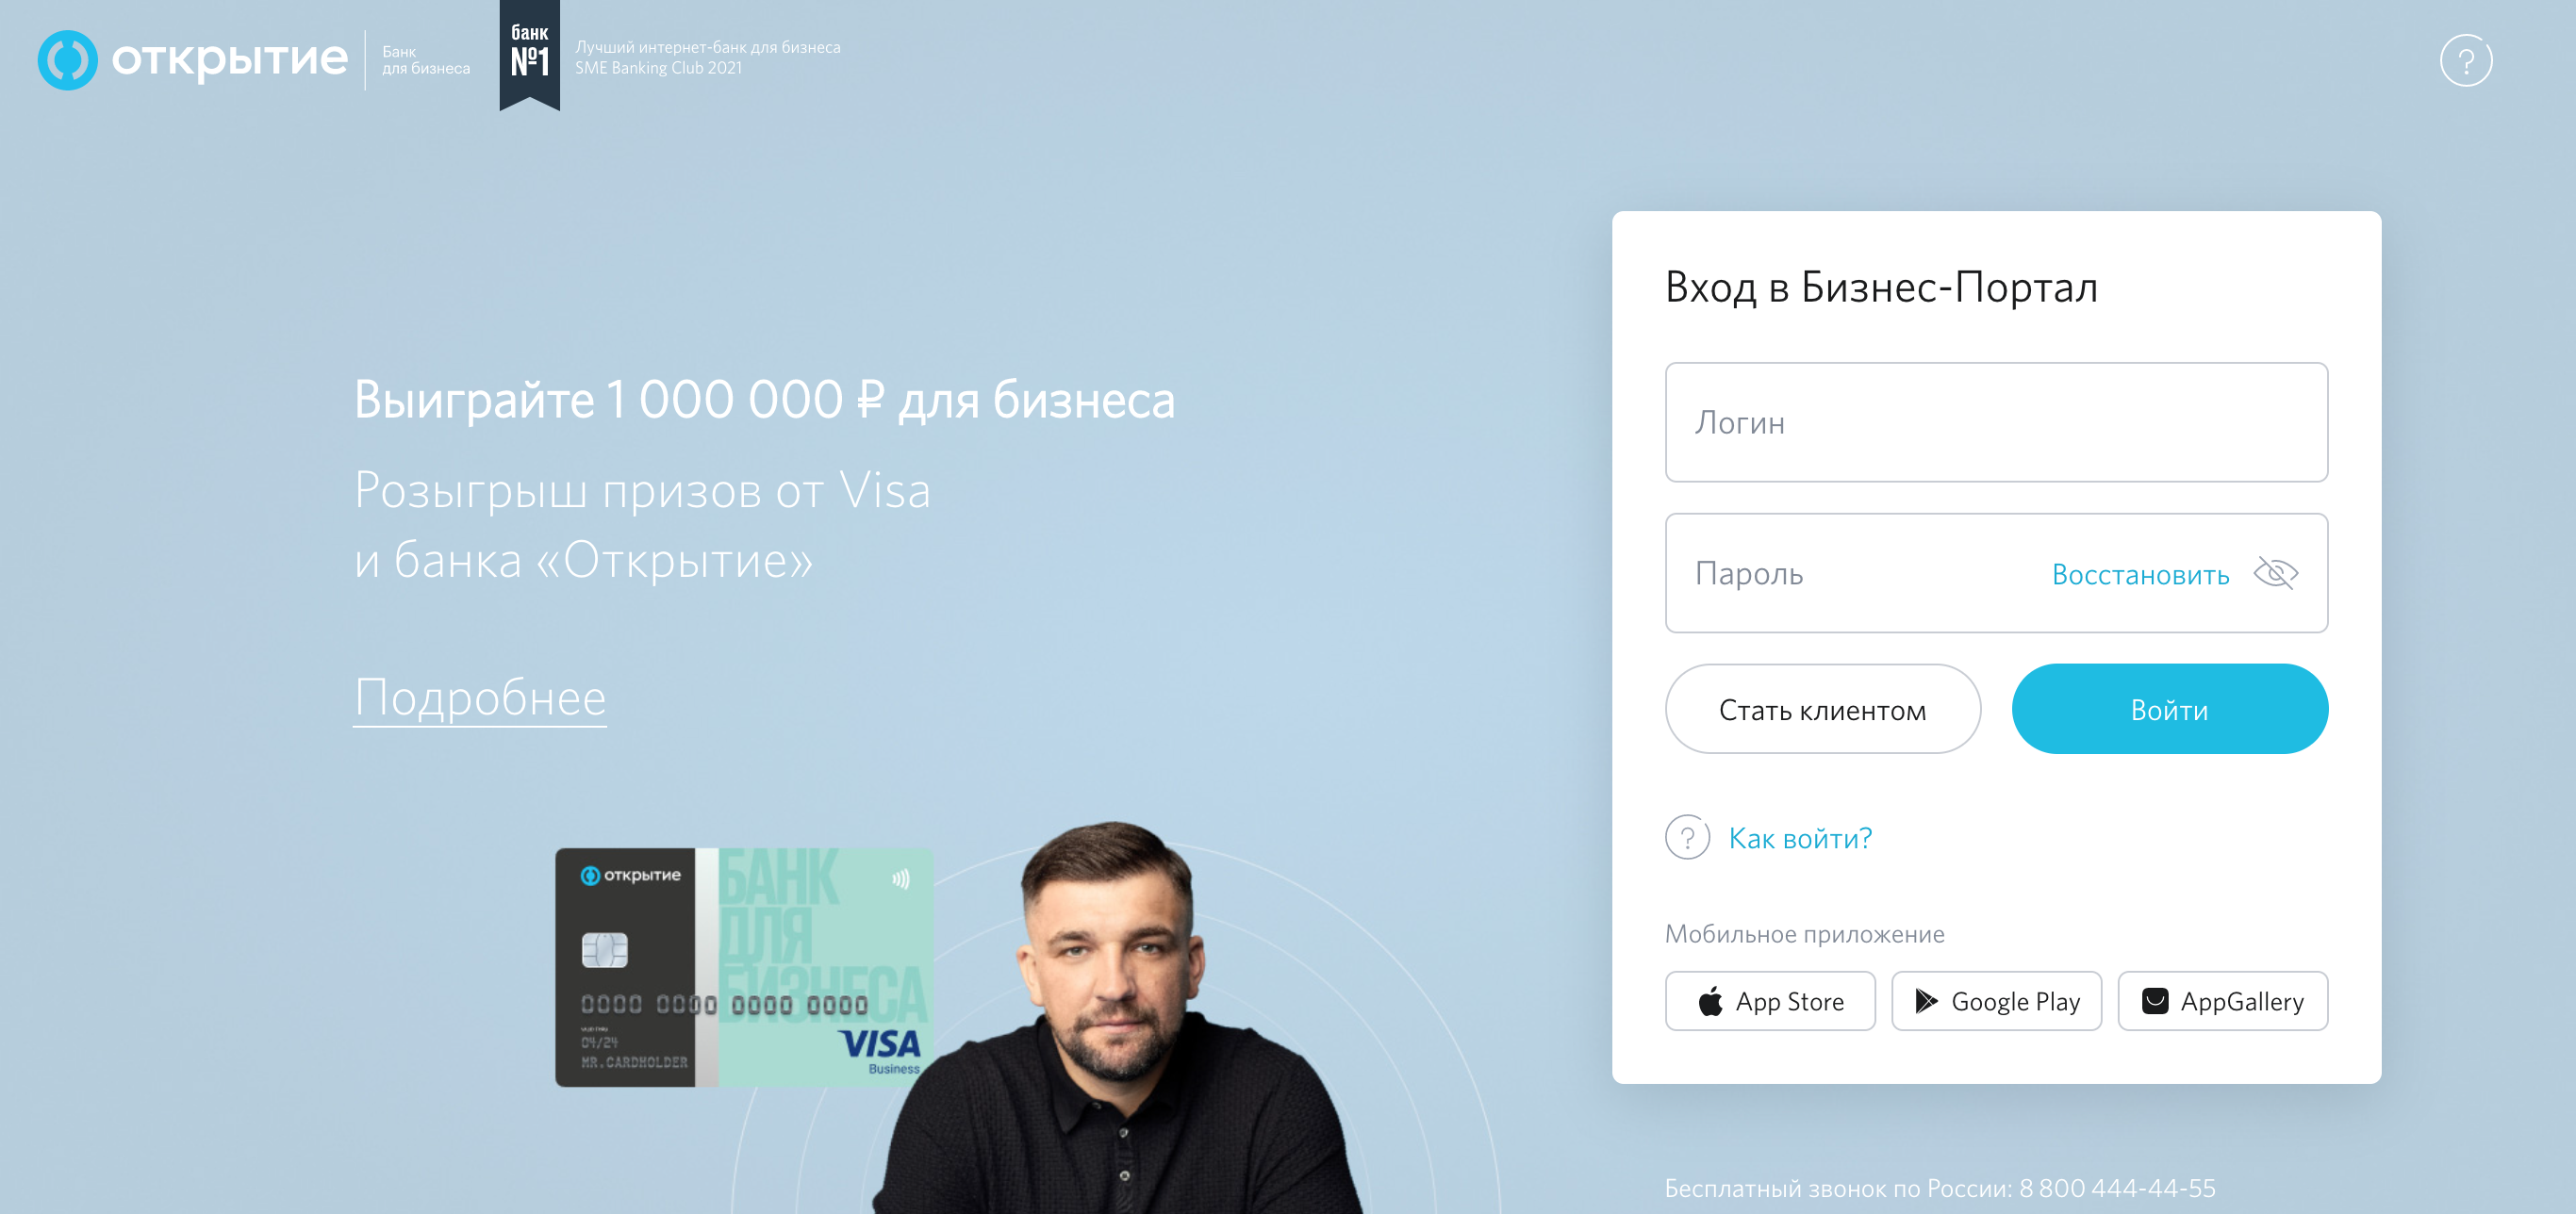 открытие
Банк
для бизнеса
банк
№1
Лучший интернет-банк для бизнеса
SME Banking Club 2021
Выиграйте 1 000 000 ₽ для бизнеса
Розыгрыш призов от Visa
и банка «Открытие»
Подробнее
открытие
БАНК
ДЛЯ
БИЗНЕСА
0000 0000 0000 0000
04/24
MR.CARDHOLDER
VISA
Business
Вход в Бизнес-Портал
Логин
Пароль
Восстановить
Стать клиентом
Войти
Как войти?
Мобильное приложение
App Store
Google Play
AppGallery
Бесплатный звонок по России: 8 800 444-44-55